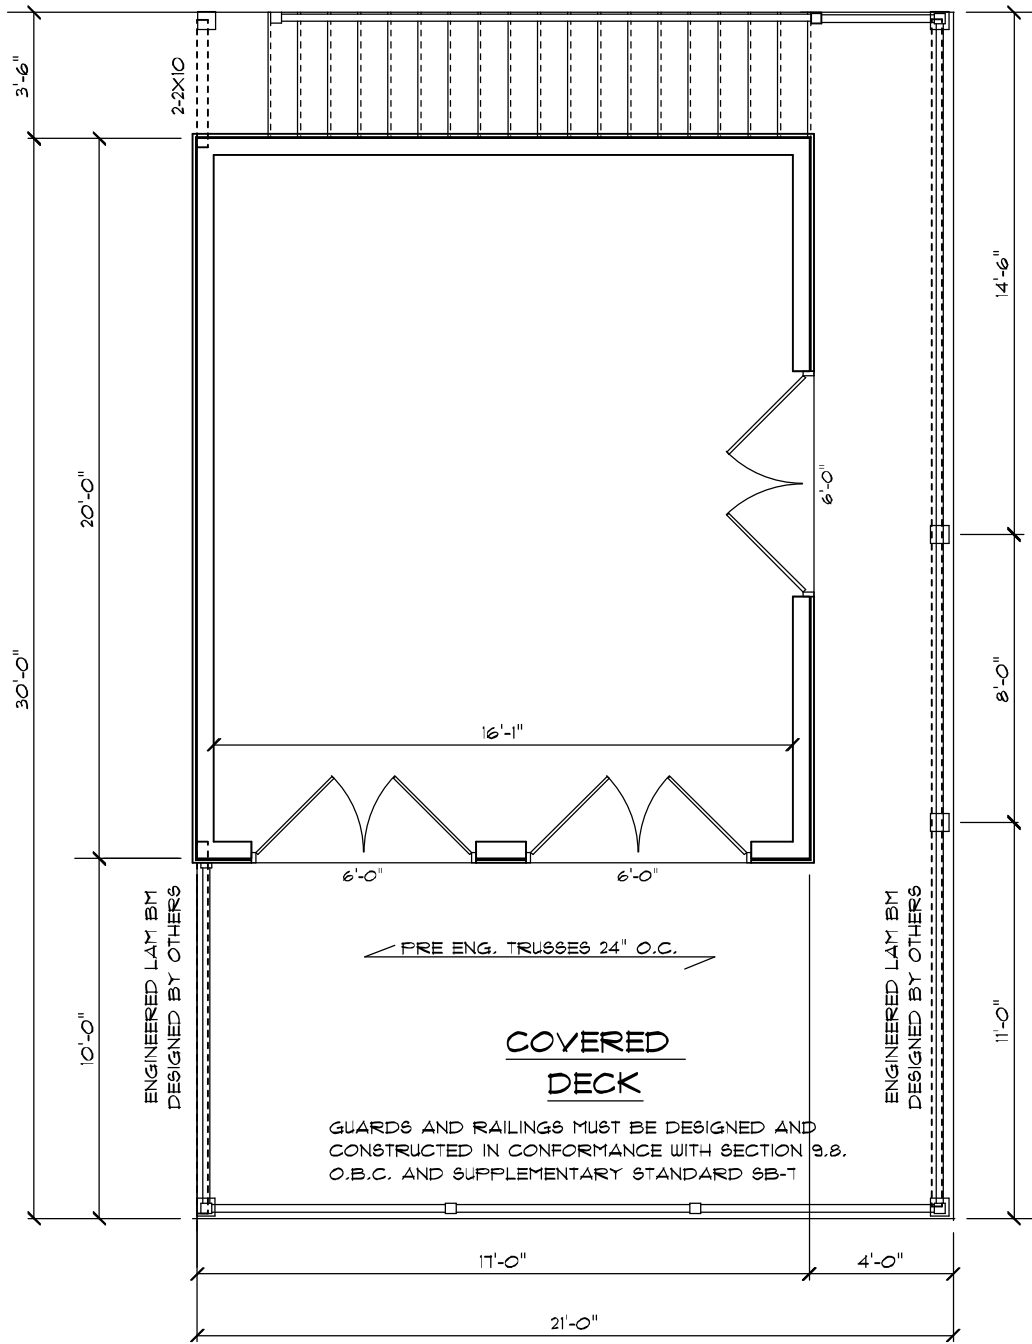 3'-6"
2-2X10
14'-6"
20'-0"
6'-0"
30'-0"
8'-0"
16'-1"
6'-0"
6'-0"
ENGINEERED LAM BM
DESIGNED BY OTHERS
PRE ENG. TRUSSES 24" O.C.
ENGINEERED LAM BM
DESIGNED BY OTHERS
10'-0"
11'-0"
COVERED
DECK
GUARDS AND RAILINGS MUST BE DESIGNED AND
CONSTRUCTED IN CONFORMANCE WITH SECTION 9.8.
O.B.C. AND SUPPLEMENTARY STANDARD SB-7
17'-0"
4'-0"
21'-0"